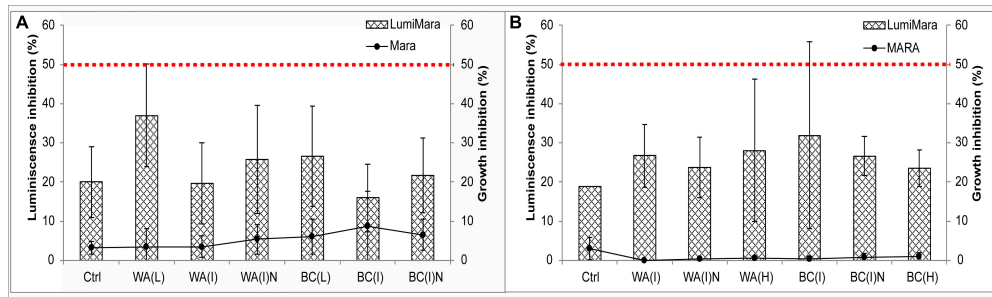 A
LumiMara
Mara
Luminiscensce inhibition (%)
60
50
40
30
20
10
0
60
50
40
30
20
10
0
Growth inhibition (%)
Ctrl WA(L) WA(I) WA(I)N BC(L) BC(I) BC(I)N
B
LumiMara
MARA
Luminiscensce inhibition (%)
60
50
40
30
20
10
0
60
50
40
30
20
10
0
Growth inhibition (%)
Ctrl WA(I) WA(I)N WA(H) BC(I) BC(I)N BC(H)